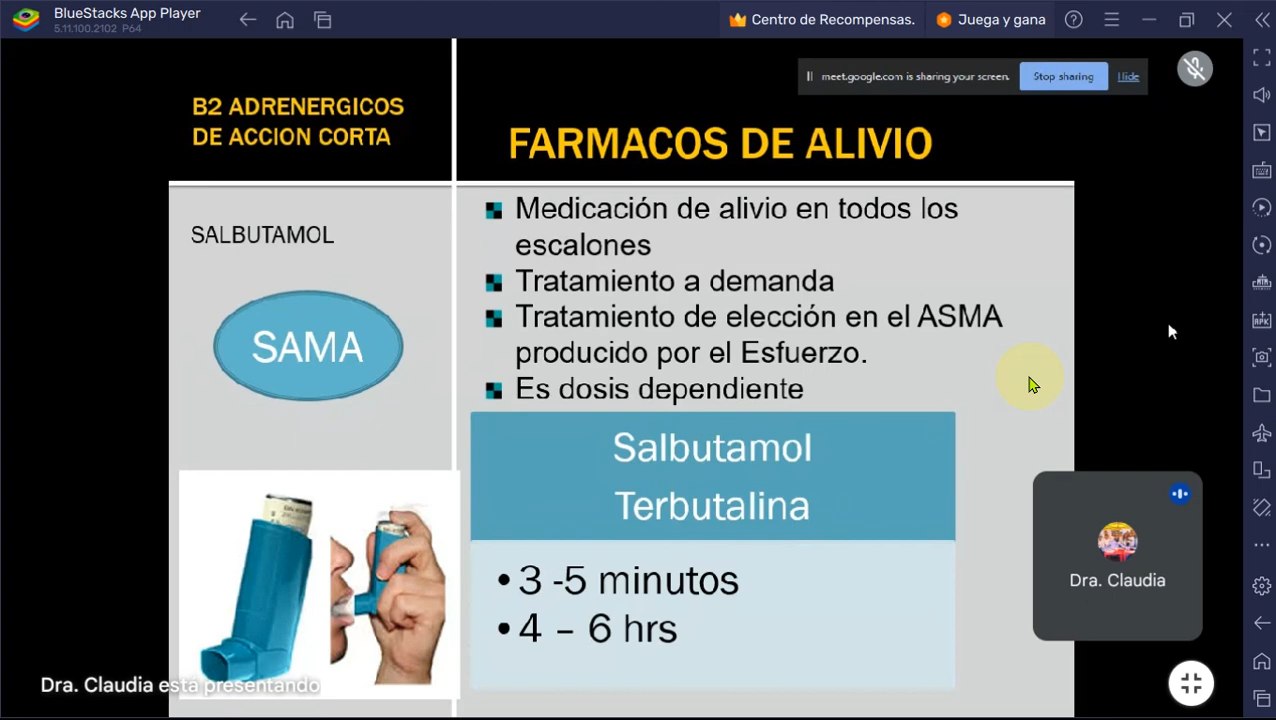 BlueStacks App Player
5.11.100.2102 P64
Centro de Recompensas.
Juega y gana
meet.google.com is sharing your screen.
Stop sharing
Hide
B2 ADRENERGICOS
DE ACCION CORTA
FARMACOS DE ALIVIO
SALBUTAMOL
SAMA
Medicación de alivio en todos los
escalones
Tratamiento a demanda
Tratamiento de elección en el ASMA
producido por el Esfuerzo.
Es dosis dependiente
Salbutamol
Terbutalina
•3 -5 minutos
•4 – 6 hrs
Dra. Claudia
Dra. Claudia está presentando